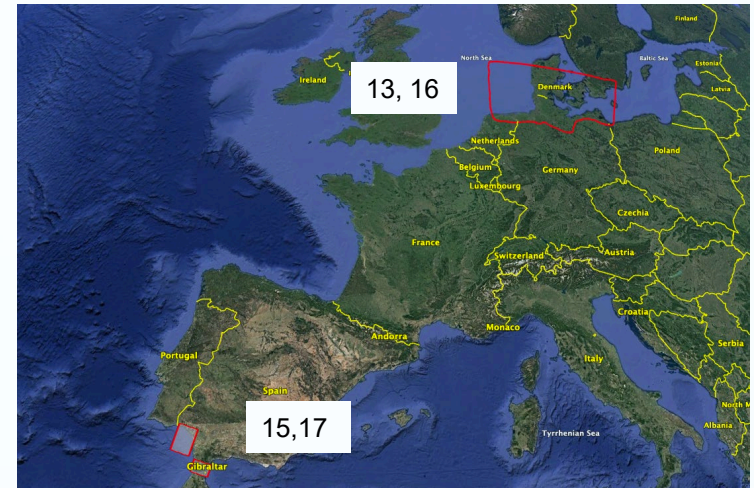 Finland
North Sea
Baltic Sea
Estonia
Ireland
Latvia
13, 16
Denmark
Netherlands
Poland
Belgium
Germany
Luxembourg
Czechia
France
Switzerland
Austria
Croatia
Monaco
Andorra
Serbia
Portugal
Italy
Spain
North M
15,17
Albania
Tyrrhenian Sea
Gibraltar